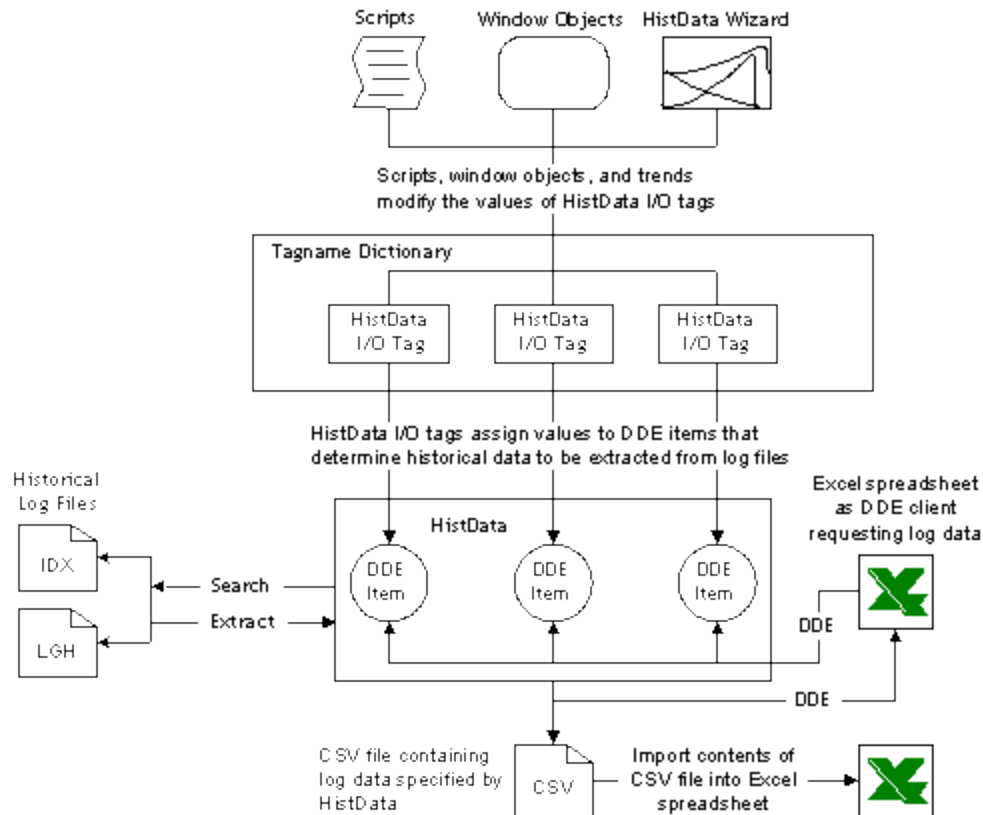 Scripts
Window Objects
HistData Wizard
Scripts, window objects, and trends
modify the values of HistData I/O tags
Tagname Dictionary
HistData
I/O Tag
HistData
I/O Tag
HistData
I/O Tag
HistData I/O tags assign values to DDE items that
determine historical data to be extracted from log files
Historical
Log Files
IDX
LGH
Search
Extract
HistData
DDE
Item
DDE
Item
DDE
Item
Excel spreadsheet
as DDE client
requesting log data
DDE
DDE
CSV file containing
log data specified by
HistData
CSV
Import contents of
CSV file into Excel
spreadsheet